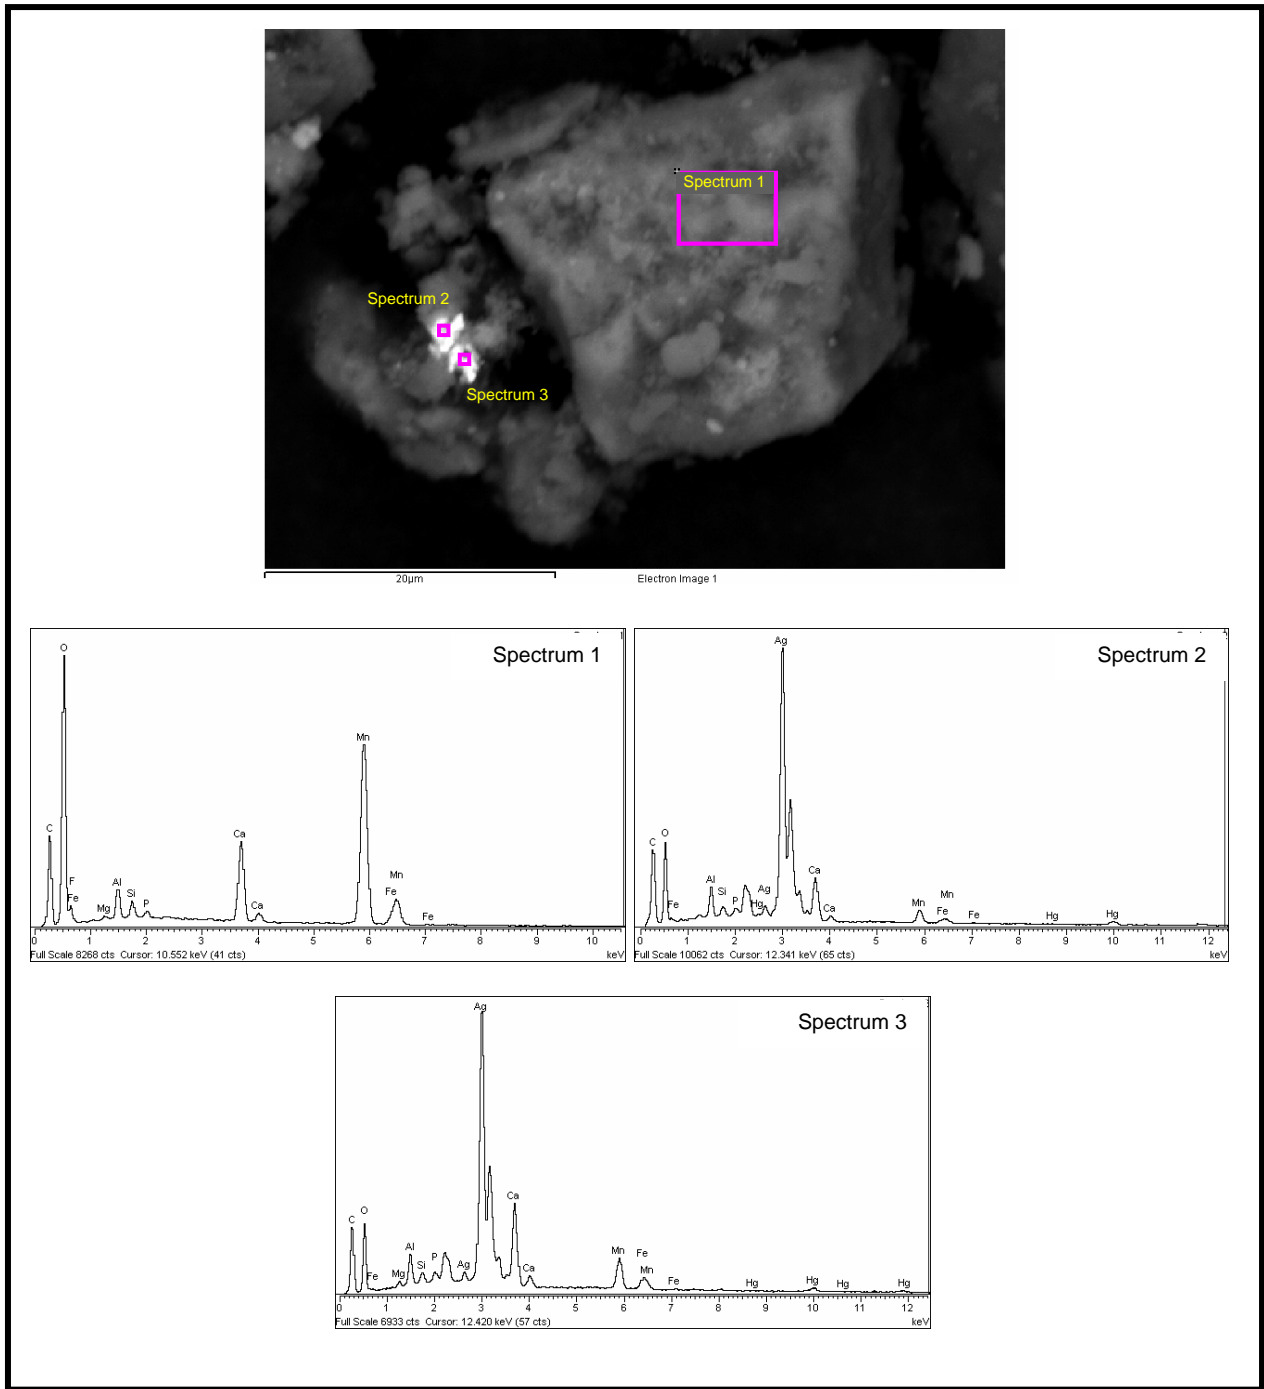 Spectrum 1
Spectrum 2
Spectrum 3
20µm
Electron Image 1
Spectrum 1
O
Mn
C
Ca
F
Fe
Mg
Al
Si
P
Ca
Fe
Mn
Fe
0 1 2 3 4 5 6 7 8 9 10
Full Scale 8268 cts Cursor: 10.552 keV (41 cts)
keV
Spectrum 2
Ag
C
O
Fe
Al
Si
P
Hg
Ag
Ca
Ca
Mn
Fe
Mn
Fe
Hg
Hg
0 1 2 3 4 5 6 7 8 9 10 11 12
Full Scale 10062 cts Cursor: 12.341 keV (65 cts)
keV
Spectrum 3
Ag
C
O
Fe
Mg
Al
Si
P
Ag
Ca
Ca
Mn
Fe
Mn
Fe
Hg
Hg
Hg
Hg
0 1 2 3 4 5 6 7 8 9 10 11 12
Full Scale 6933 cts Cursor: 12.420 keV (57 cts)
keV